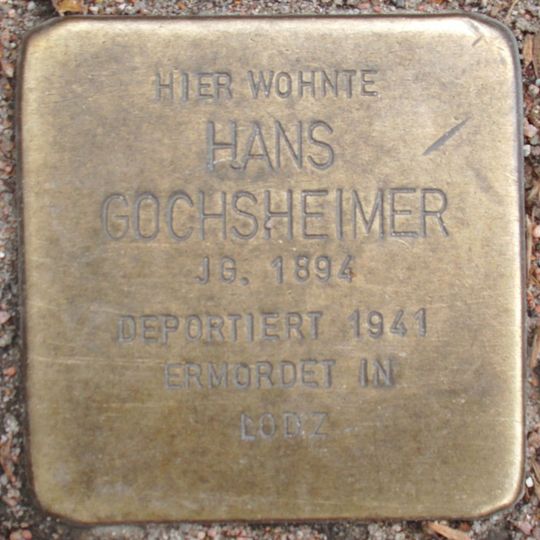 HIER WOHNTE
HANS
GOCHSHEIMER
JG. 1894
DEPORTIERT 1941
ERMORDET IN
LODZ